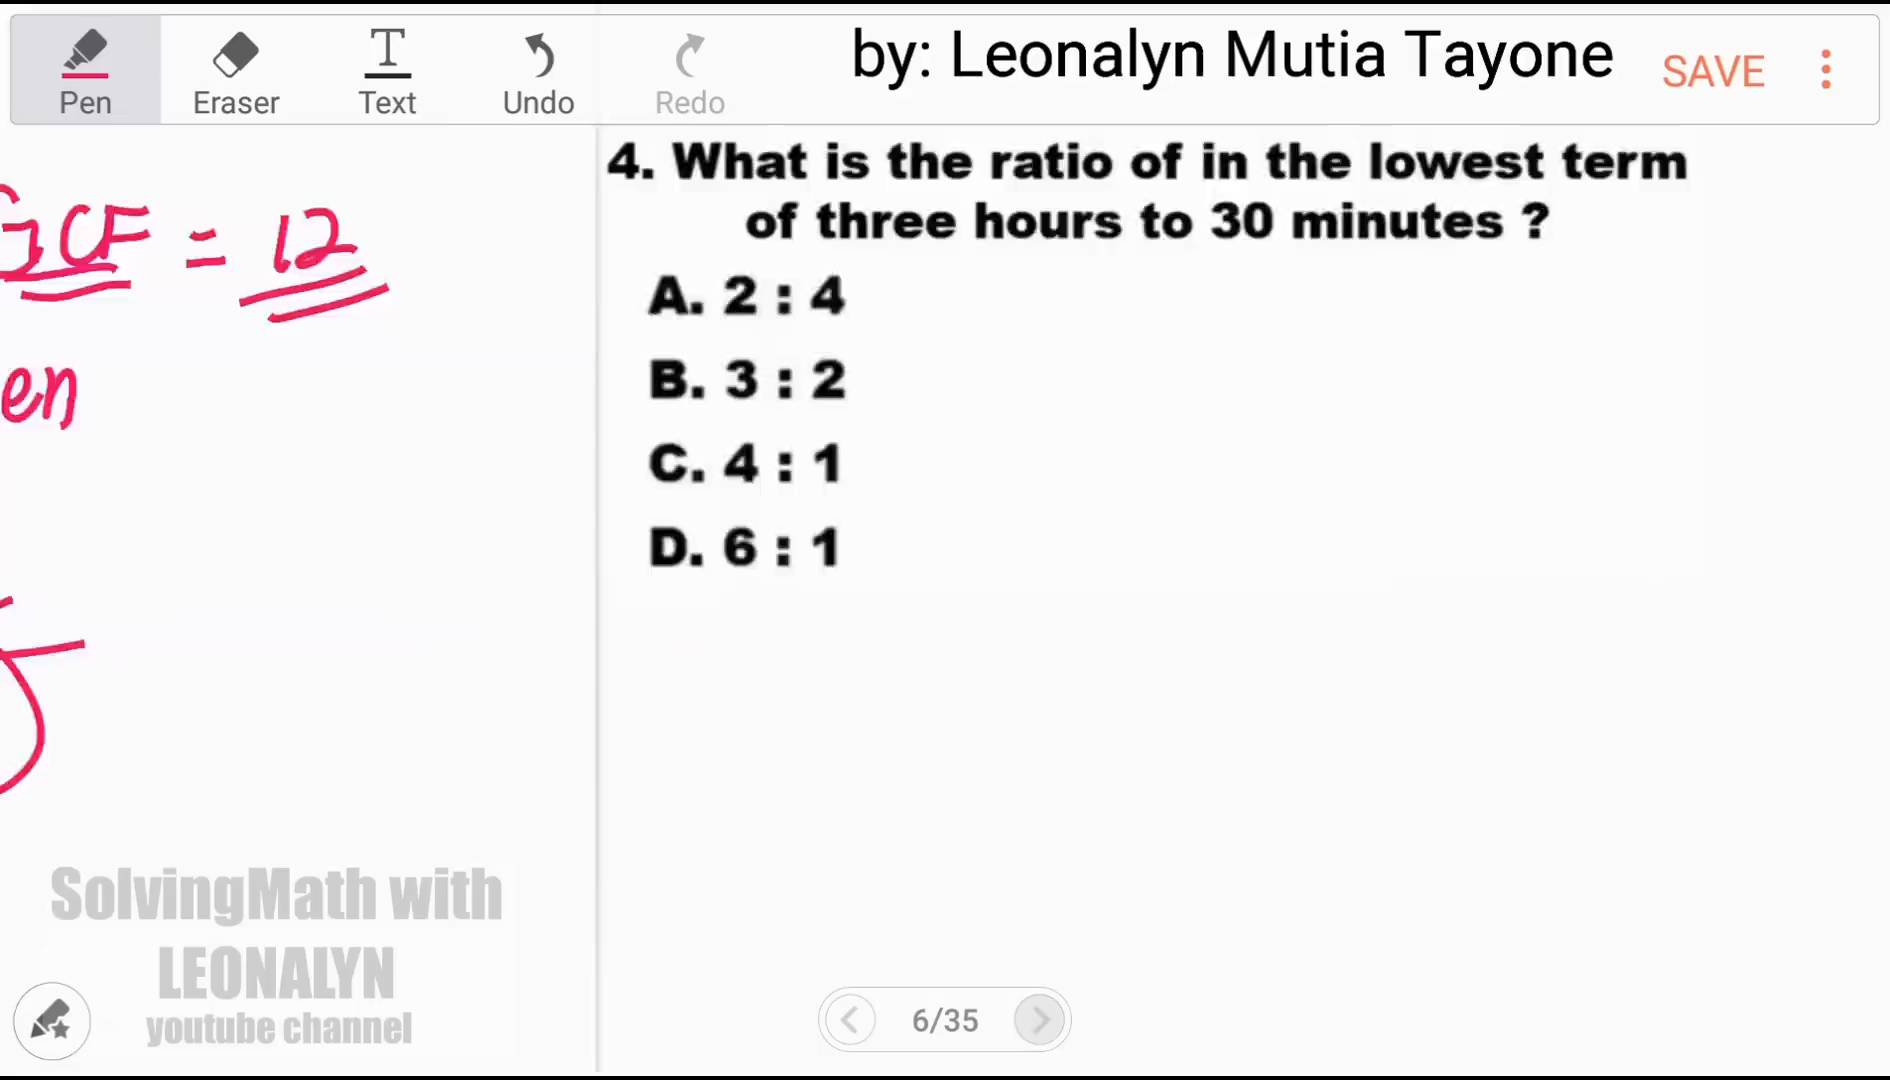 Pen
Eraser
Text
Undo
Redo
by: Leonalyn Mutia Tayone
SAVE
GCF = 12
en
4. What is the ratio of in the lowest term
of three hours to 30 minutes ?
A. 2 : 4
B. 3 : 2
C. 4 : 1
D. 6 : 1
SolvingMath with
LEONALYN
youtube channel
6/35